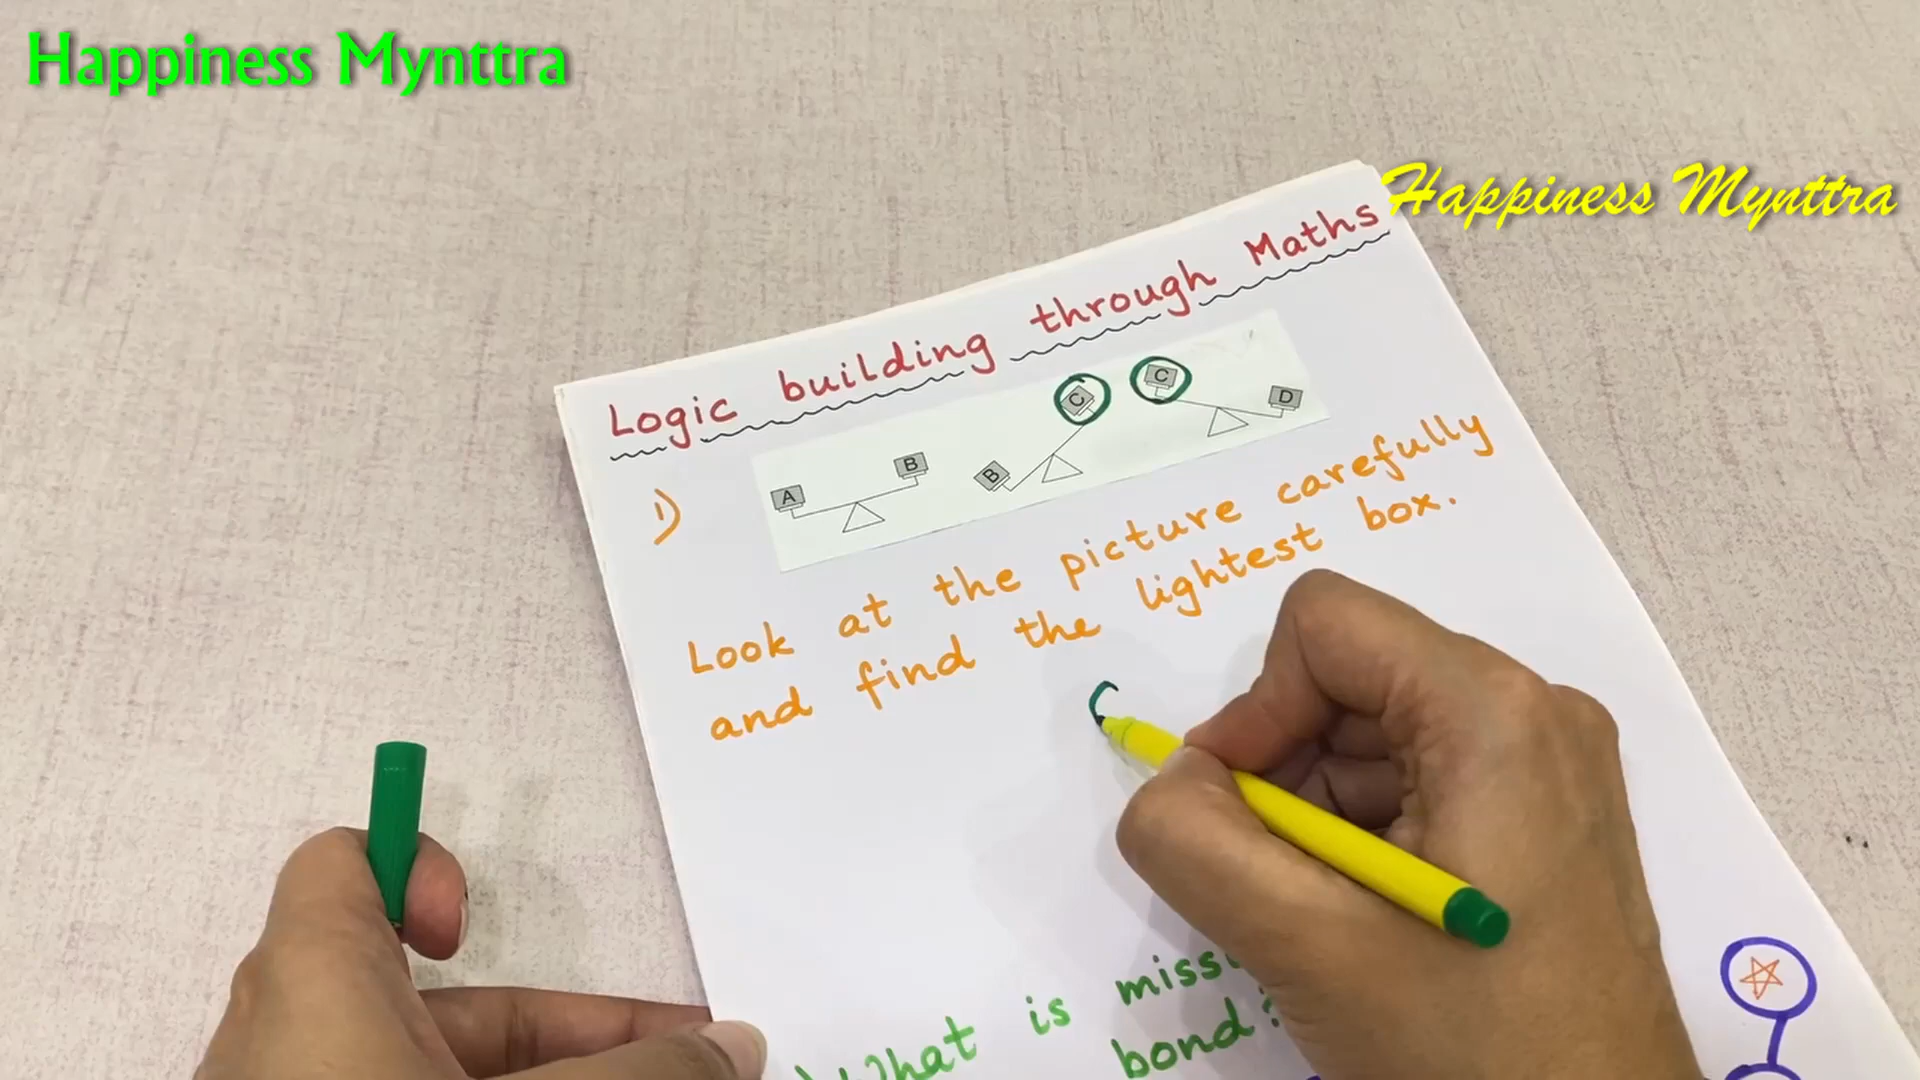 Happiness Mynttra
Happiness Mynttra
Logic building through Maths
1)
A B B C C D
Look at the picture carefully
and find the lightest box.
C
What is
bond?